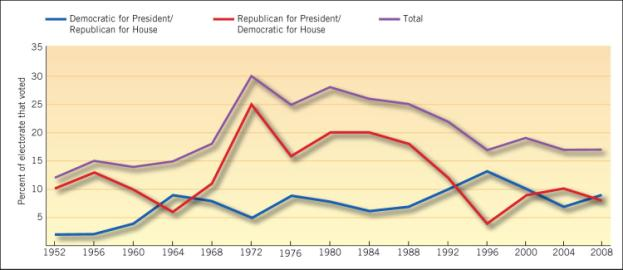 Democratic for President/
Republican for House
Republican for President/
Democratic for House
Total
Percent of electorate that voted
35
30
25
20
15
10
5
1952 1956 1960 1964 1968 1972 1976 1980 1984 1988 1992 1996 2000 2004 2008